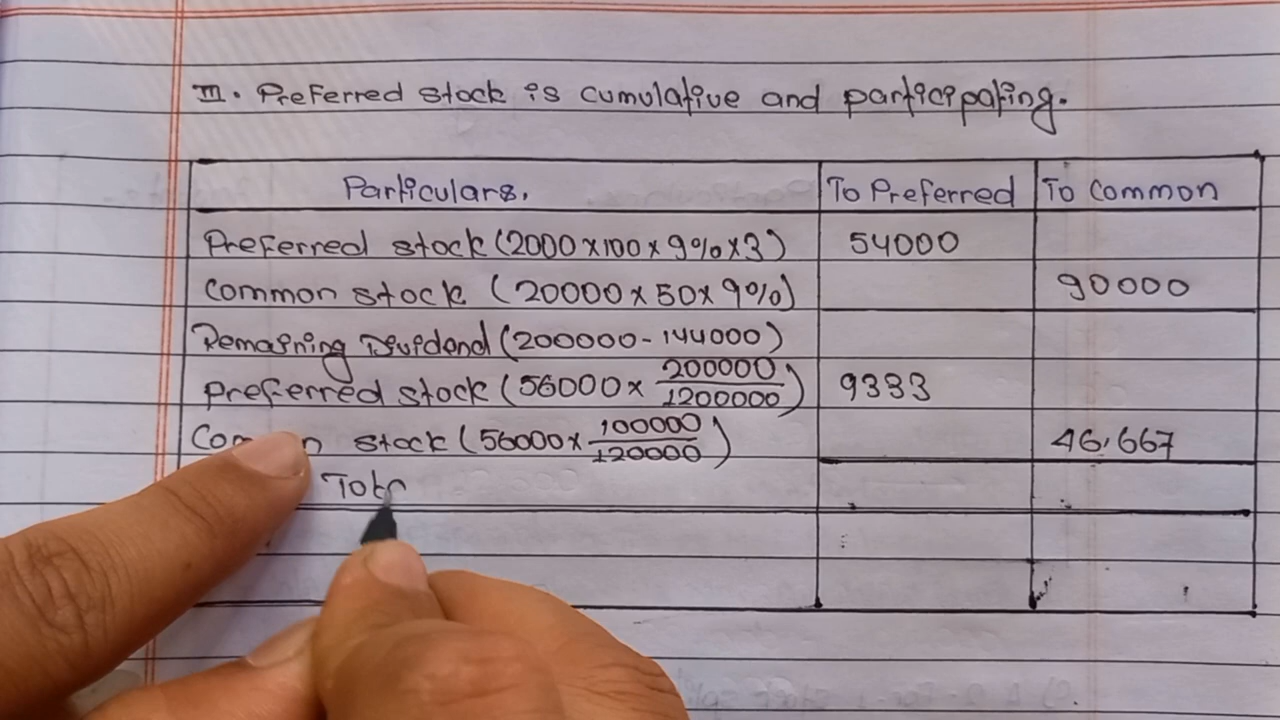 III. Preferred stock is cumulative and participating.
Particulars. To Preferred To Common
Preferred stock (2000×100×9%×3) 54000
Common stock (20000×50×9%) 90000
Remaining Dividend (200000-144000)
Preferred stock (56000× 200000/1200000) 9333
Common stock (56000× 100000/120000) 46,667
Tota